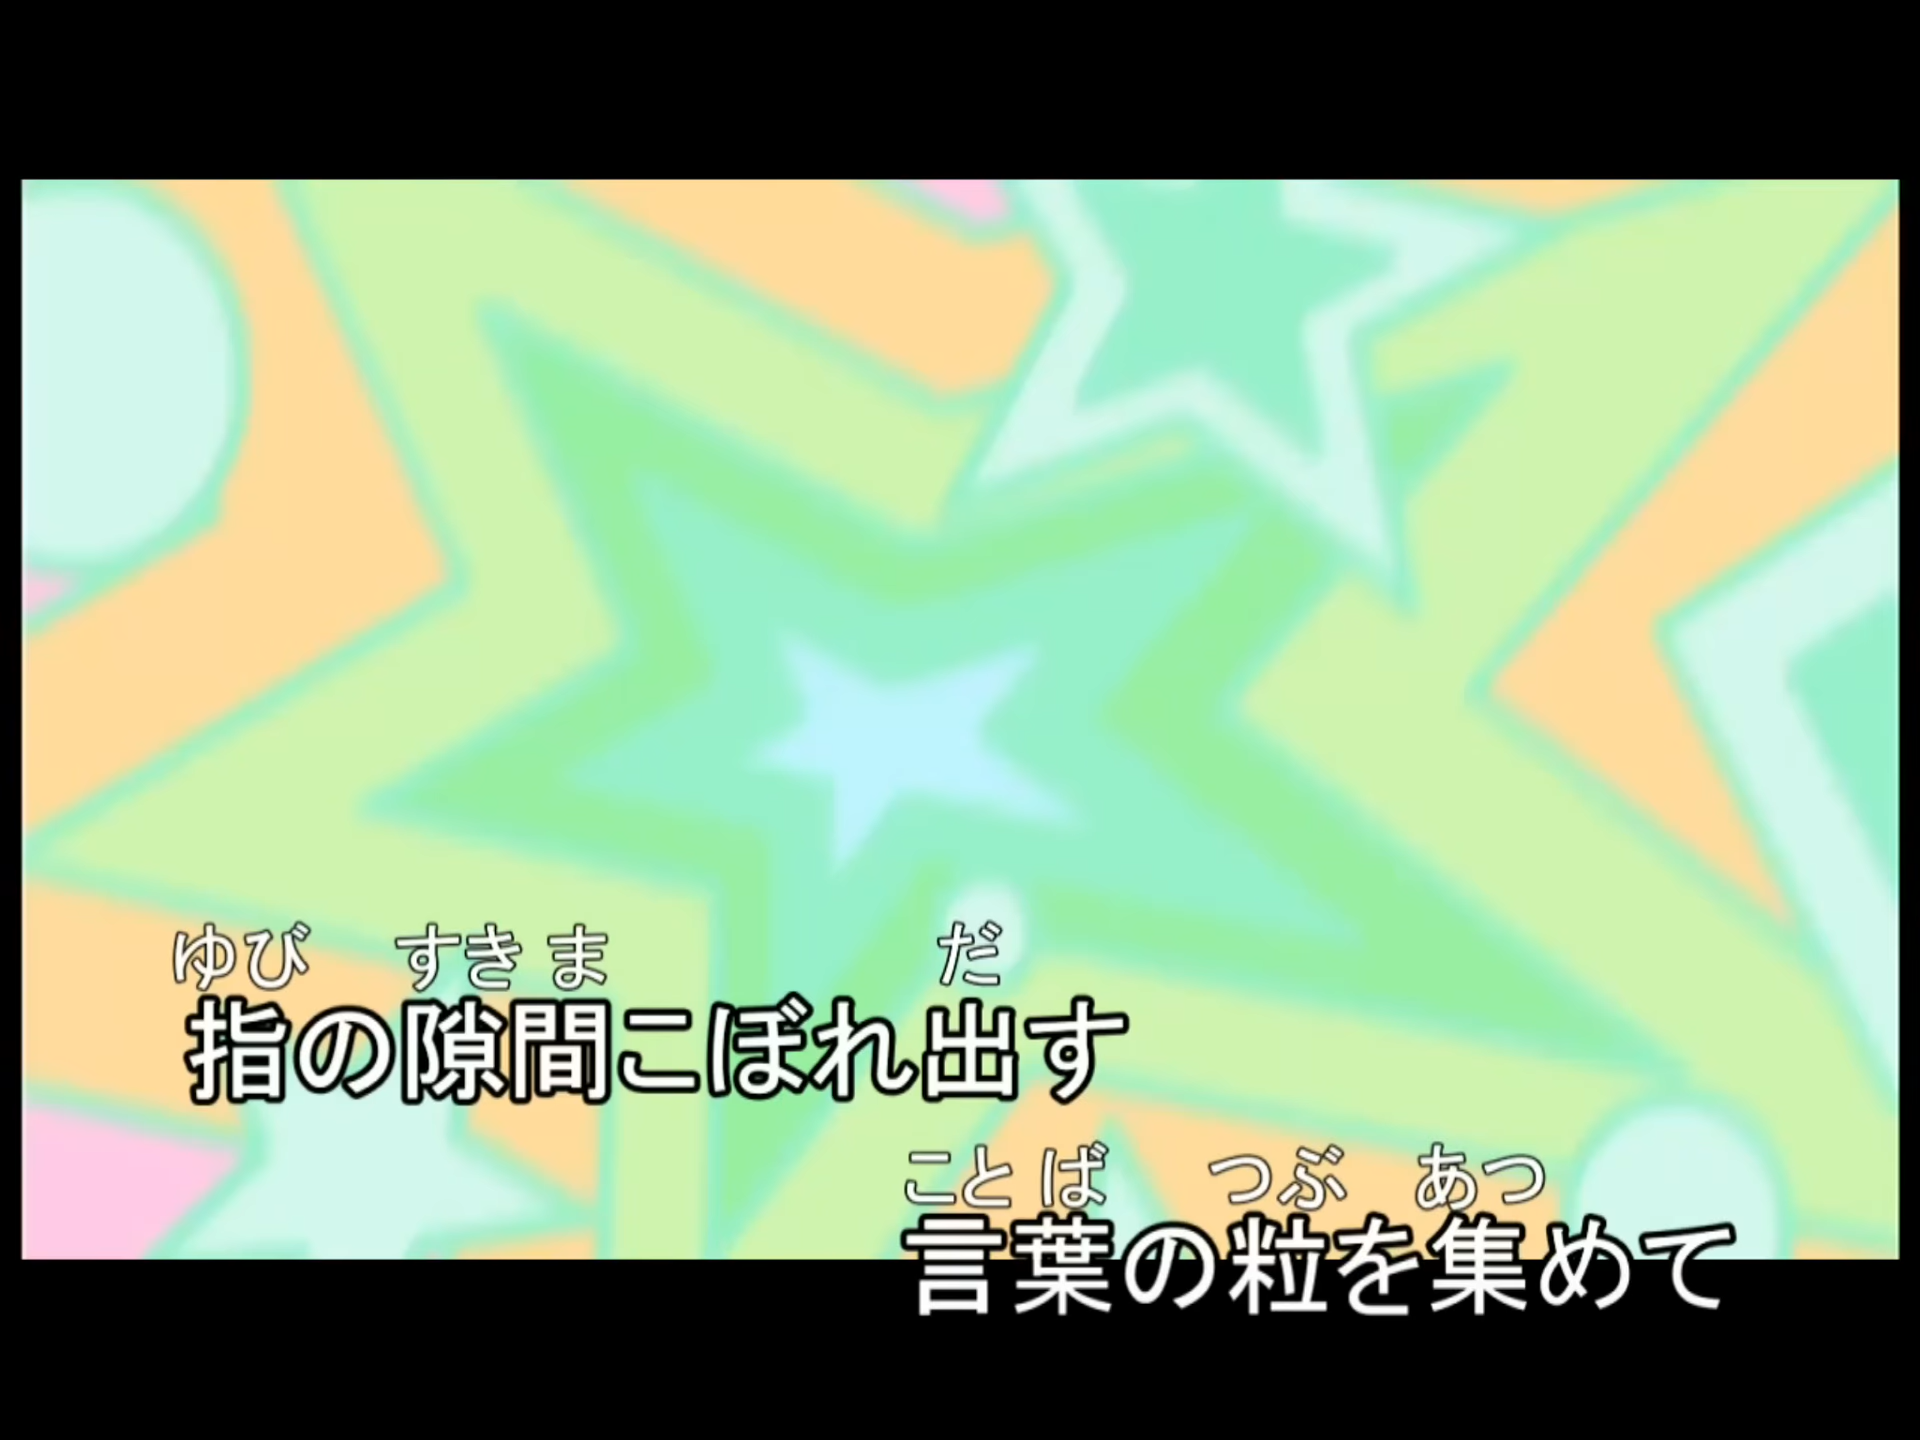 ゆび すきま だ
指の隙間こぼれ出す
ことば つぶ あつ
言葉の粒を集めて